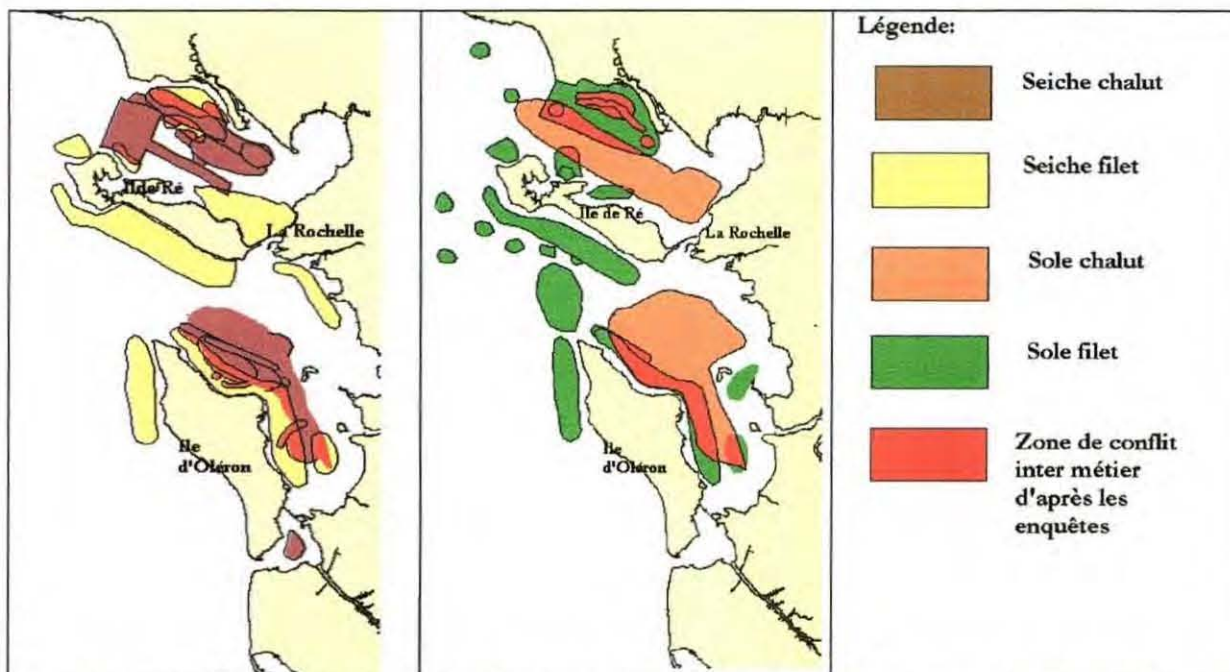 Ile de Ré
La Rochelle
Ile
d'Oléron
Ile de Ré
La Rochelle
Ile
d'Oléron
Légende:
Seiche chalut
Seiche filet
Sole chalut
Sole filet
Zone de conflit
inter métier
d'après les
enquêtes